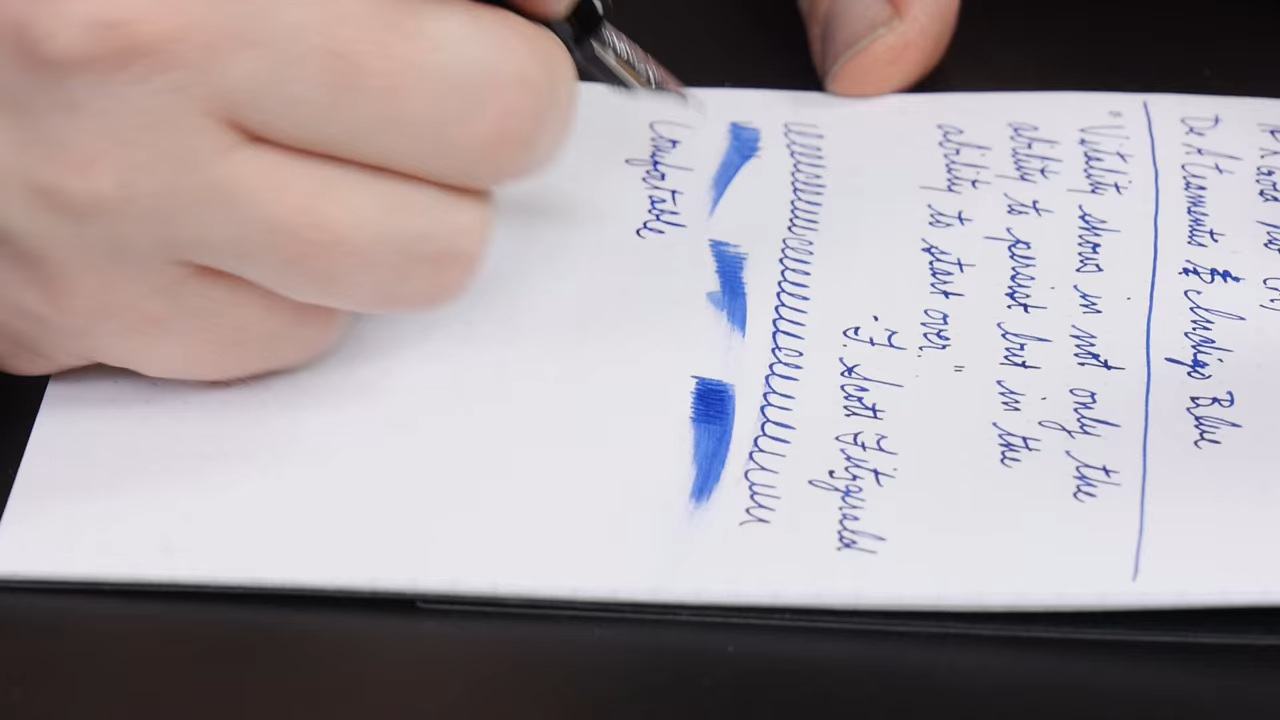 De Atramentis Indigo Blue
"Vitality shows in not only the
ability to persist but in the
ability to start over."
- F. Scott Fitzgerald
Comfortable